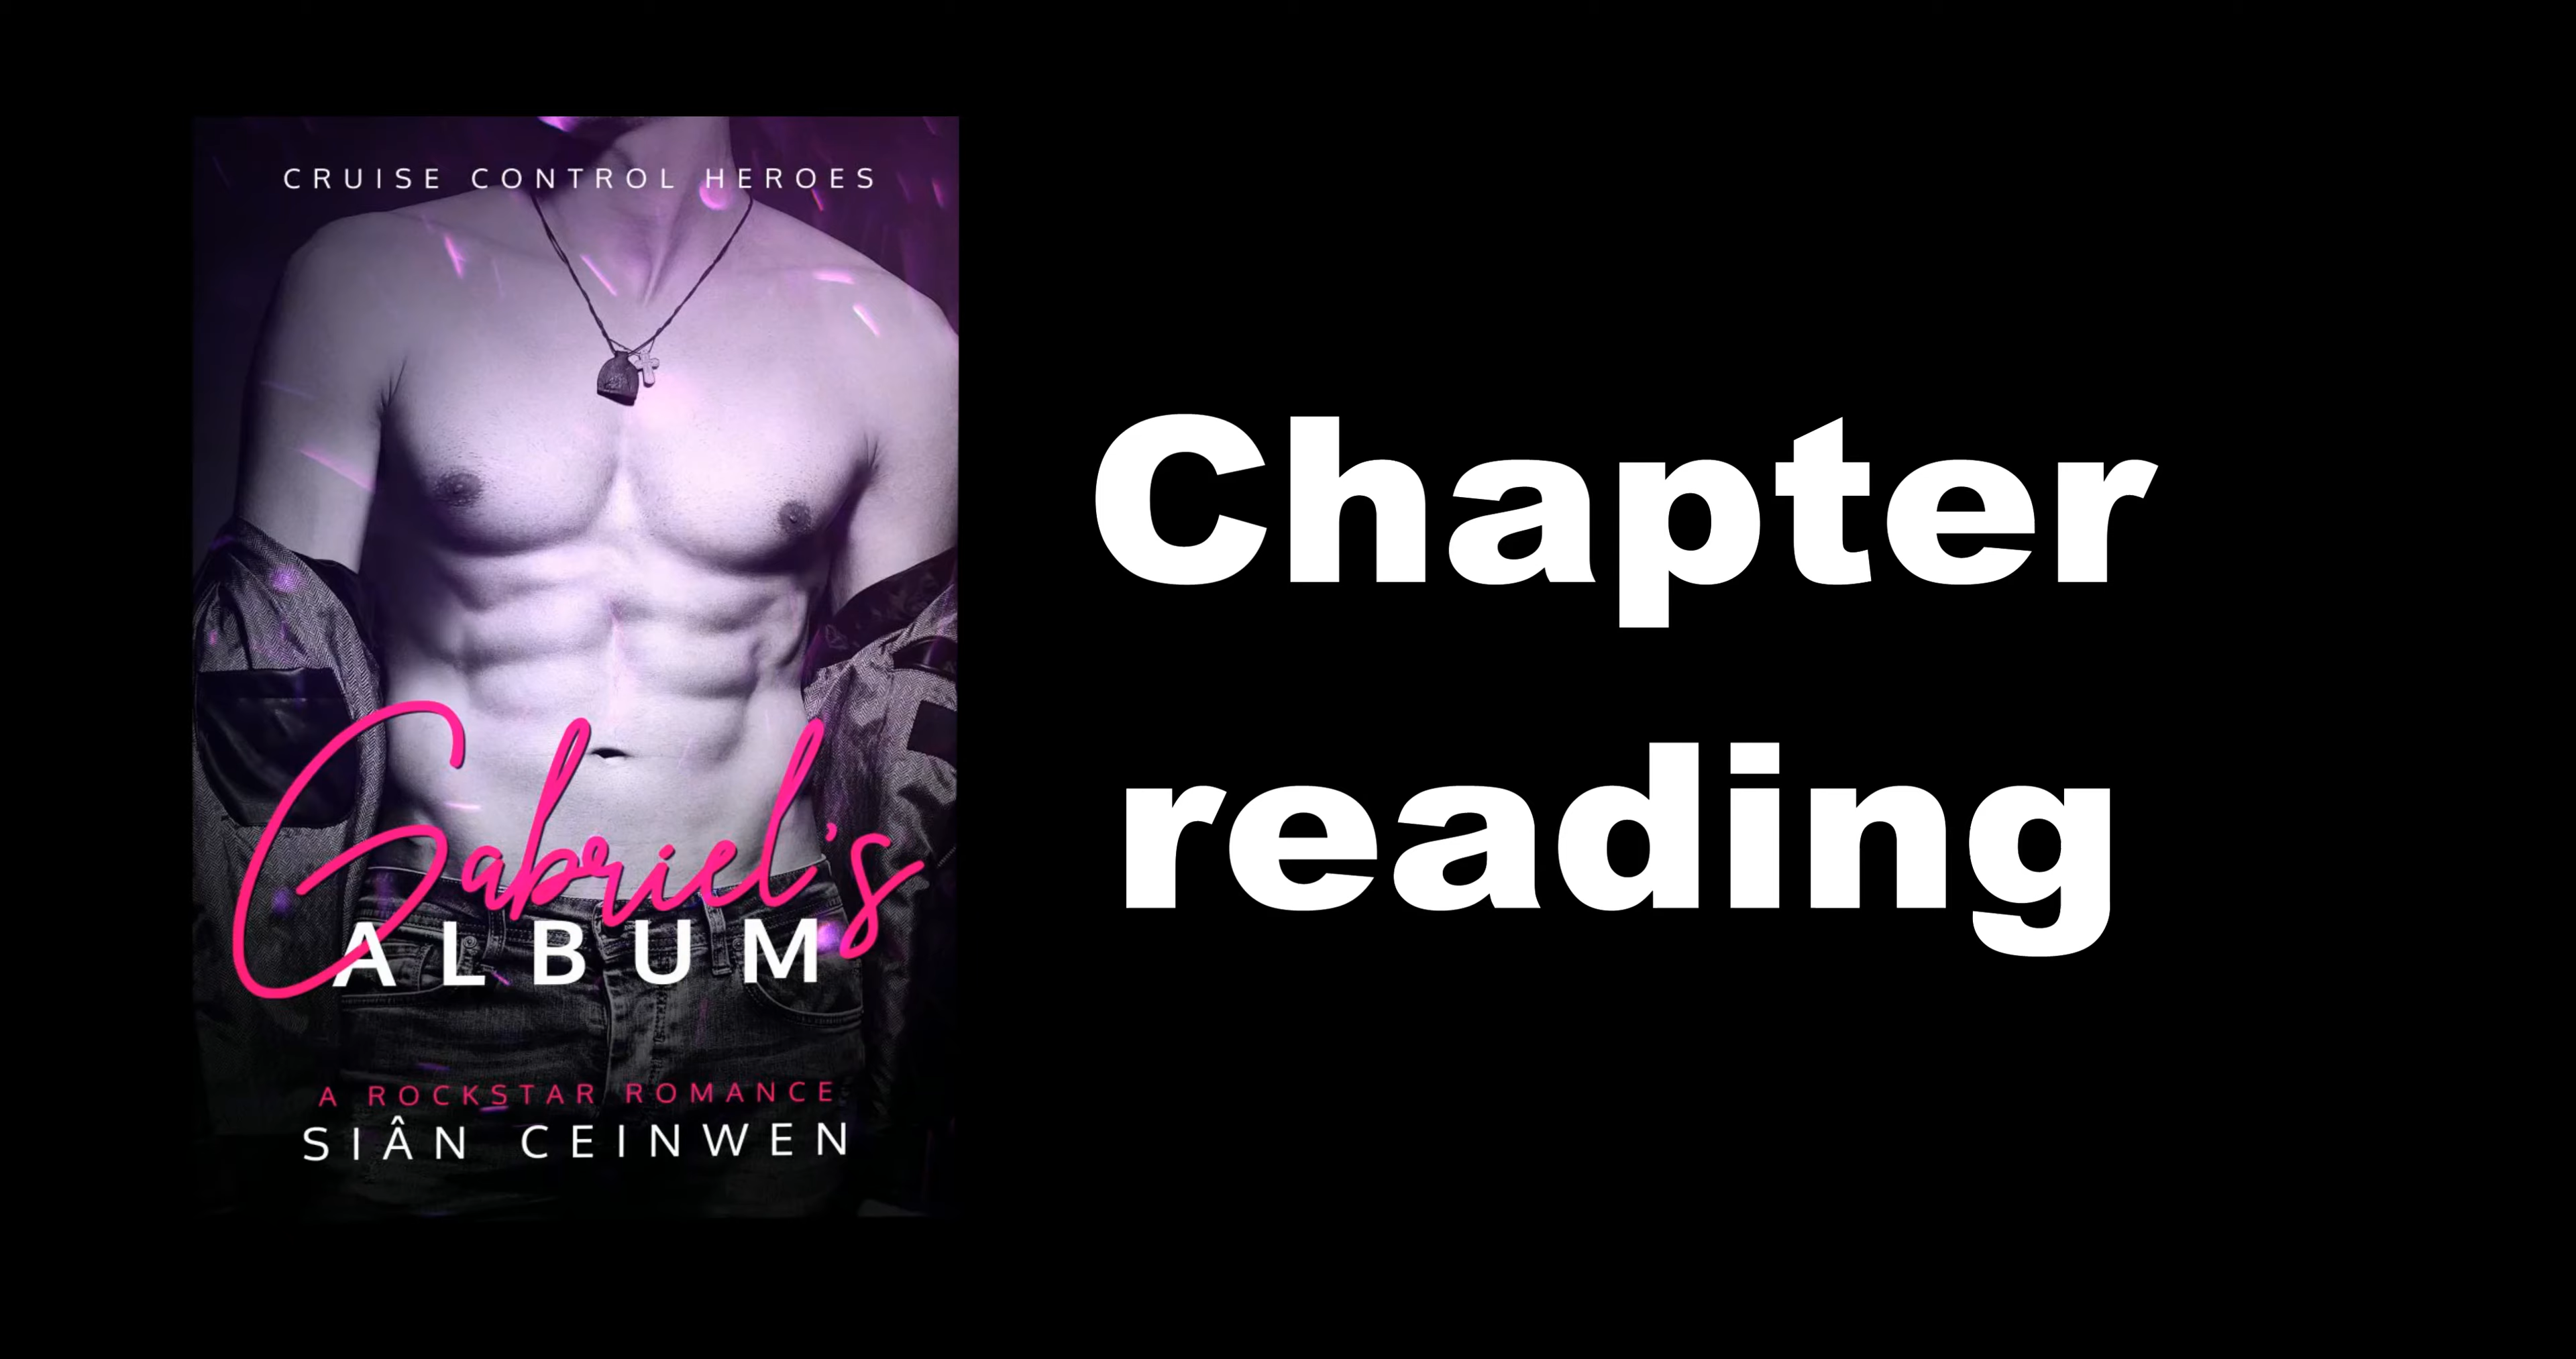 CRUISE CONTROL HEROES
Gabriel's
ALBUM
A ROCKSTAR ROMANCE
SIÂN CEINWEN
Chapter
reading